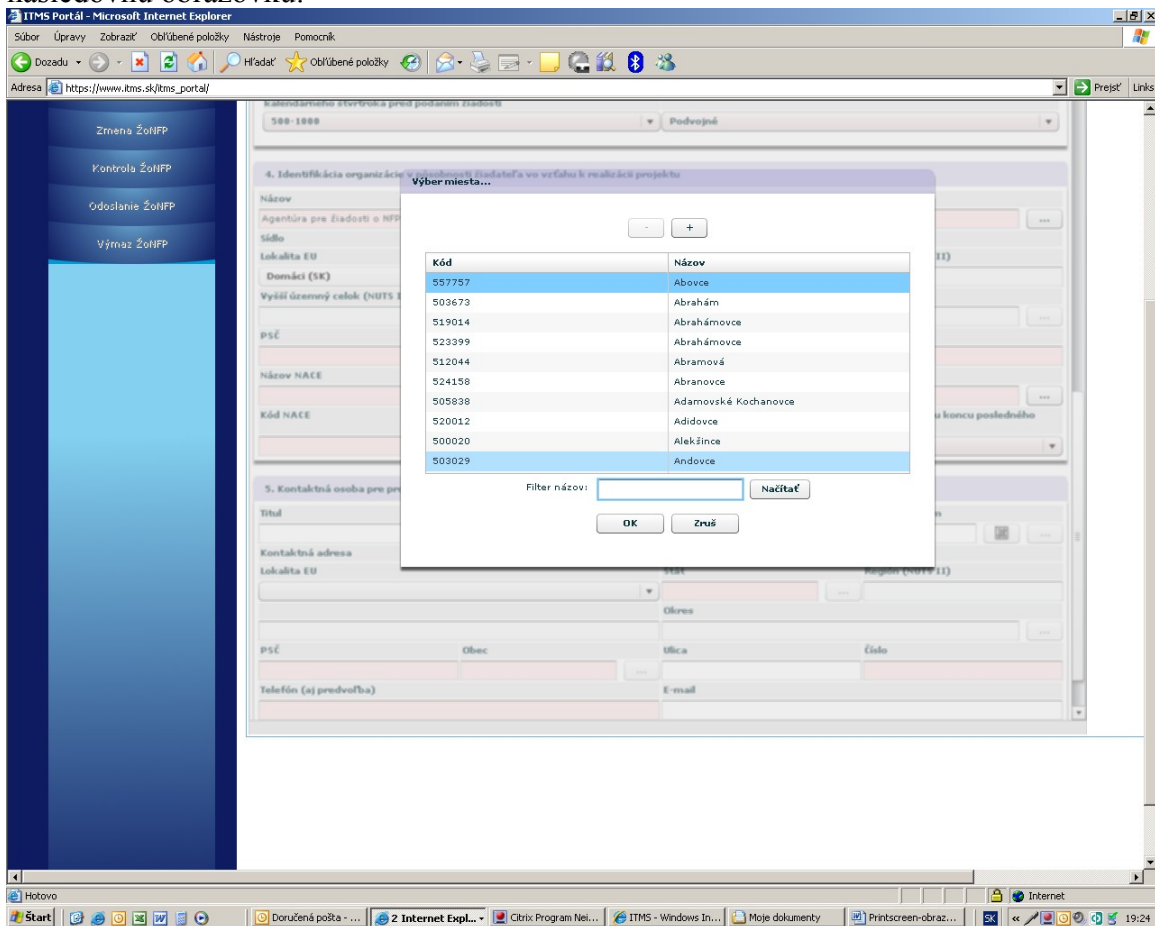 následovnú obrazovku:
ITMS Portál - Microsoft Internet Explorer
Súbor Úpravy Zobraziť Obľúbené položky Nástroje Pomocník
Dozadu Hľadať Obľúbené položky
Adresa https://www.itms.sk/itms_portal/ Prejsť Links
kalendárneho štvrťroka pred podaním žiadosti
500-1000 Podvojné
Zmena ŽoNFP
Kontrola ŽoNFP
Odoslanie ŽoNFP
Výmaz ŽoNFP
4. Identifikácia organizácie v pôsobnosti žiadateľa vo vzťahu k realizácii projektu
Výber miesta...
Názov
Agentúra pre žiadosti o NFP ...
- +
Sídlo
Lokalita EU II)
Domáci (SK)
Vyšší územný celok (NUTS I
...
PSČ
Názov NACE
...
Kód NACE u koncu posledného
Kód Názov
557757 Abovce
503673 Abrahám
519014 Abrahámovce
523399 Abrahámovce
512044 Abramová
524158 Abranovce
505838 Adamovské Kochanovce
520012 Adidovce
500020 Alekšince
503029 Andovce
Filter názov: Načítať
OK Zruš
5. Kontaktná osoba pre pr
Titul
...
Kontaktná adresa
Lokalita EU Štát Región (NUTS II)
...
Okres
...
PSČ Obec Ulica Číslo
...
Telefón (aj predvoľba) E-mail
Hotovo Internet
Štart Doručená pošta - ... 2 Internet Expl... Citrix Program Nei... ITMS - Windows In... Moje dokumenty Printscreen-obraz... SK « 19:24